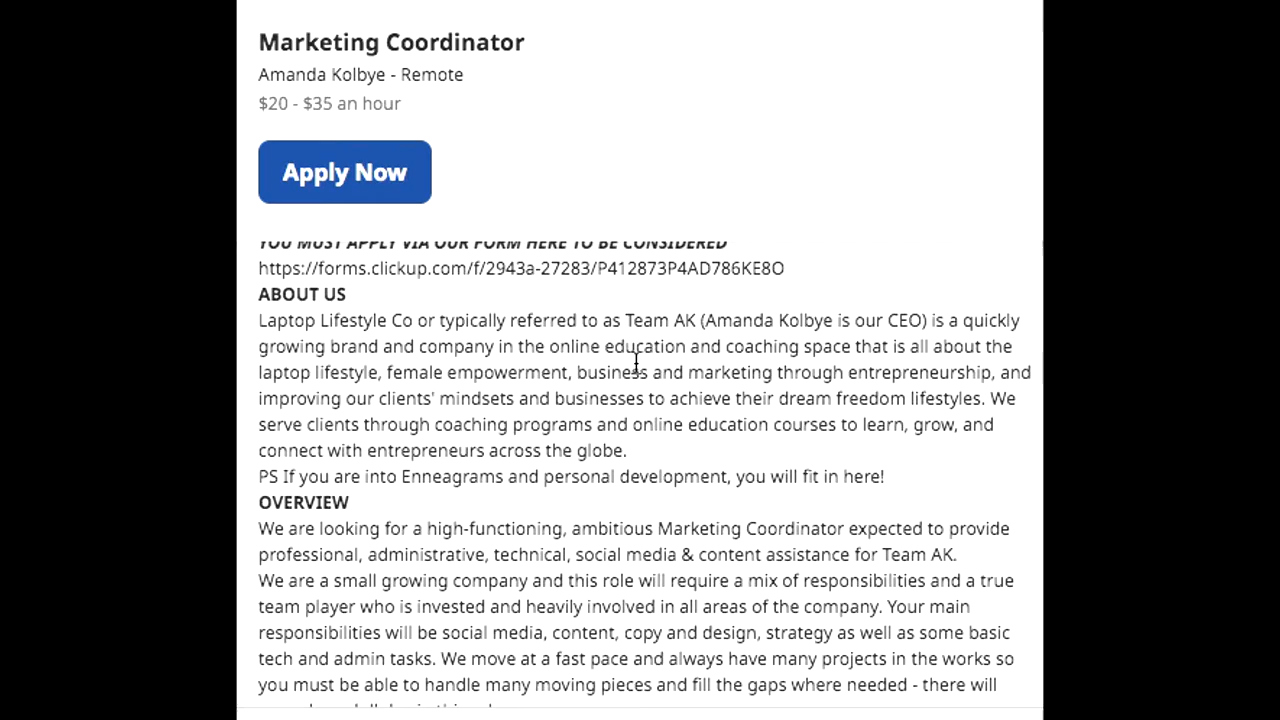 Marketing Coordinator
Amanda Kolbye - Remote
$20 - $35 an hour
Apply Now
YOU MUST APPLY VIA OUR FORM HERE TO BE CONSIDERED
https://forms.clickup.com/f/2943a-27283/P412873P4AD786KE8O
ABOUT US
Laptop Lifestyle Co or typically referred to as Team AK (Amanda Kolbye is our CEO) is a quickly
growing brand and company in the online education and coaching space that is all about the
laptop lifestyle, female empowerment, business and marketing through entrepreneurship, and
improving our clients' mindsets and businesses to achieve their dream freedom lifestyles. We
serve clients through coaching programs and online education courses to learn, grow, and
connect with entrepreneurs across the globe.
PS If you are into Enneagrams and personal development, you will fit in here!
OVERVIEW
We are looking for a high-functioning, ambitious Marketing Coordinator expected to provide
professional, administrative, technical, social media & content assistance for Team AK.
We are a small growing company and this role will require a mix of responsibilities and a true
team player who is invested and heavily involved in all areas of the company. Your main
responsibilities will be social media, content, copy and design, strategy as well as some basic
tech and admin tasks. We move at a fast pace and always have many projects in the works so
you must be able to handle many moving pieces and fill the gaps where needed - there will